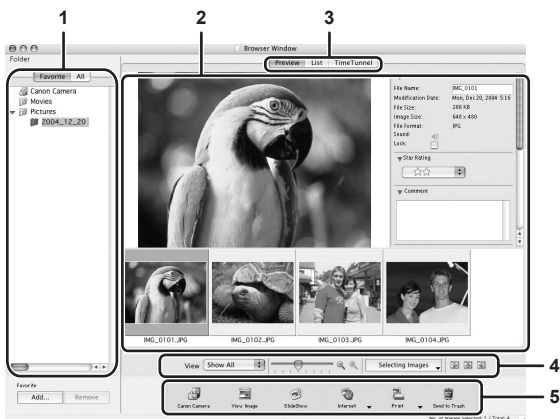 1
2
3
Browser Window
Folder
Favorite All
Preview List TimeTunnel
Canon Camera
Movies
Pictures
2004_12_20
File Name: IMG_0101
Modification Date: Mon, Dec 20, 2004 5:16
File Size: 200 KB
Image Size: 640 x 480
File Format: JPG
Sound:
Lock:
Star Rating
Comment
IMG_0101.JPG IMG_0102.JPG IMG_0103.JPG IMG_0104.JPG
View Show All Selecting Images
4
Favorite
Add... Remove
Canon Camera View Image SlideShow Internet Print Send to Trash
5